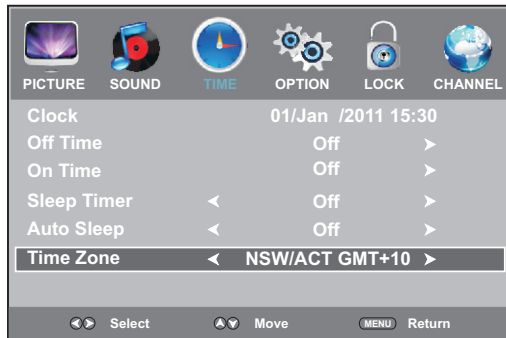 PICTURE SOUND TIME OPTION LOCK CHANNEL
Clock 01/Jan /2011 15:30
Off Time Off
On Time Off
Sleep Timer Off
Auto Sleep Off
Time Zone NSW/ACT GMT+10
Select Move MENU Return